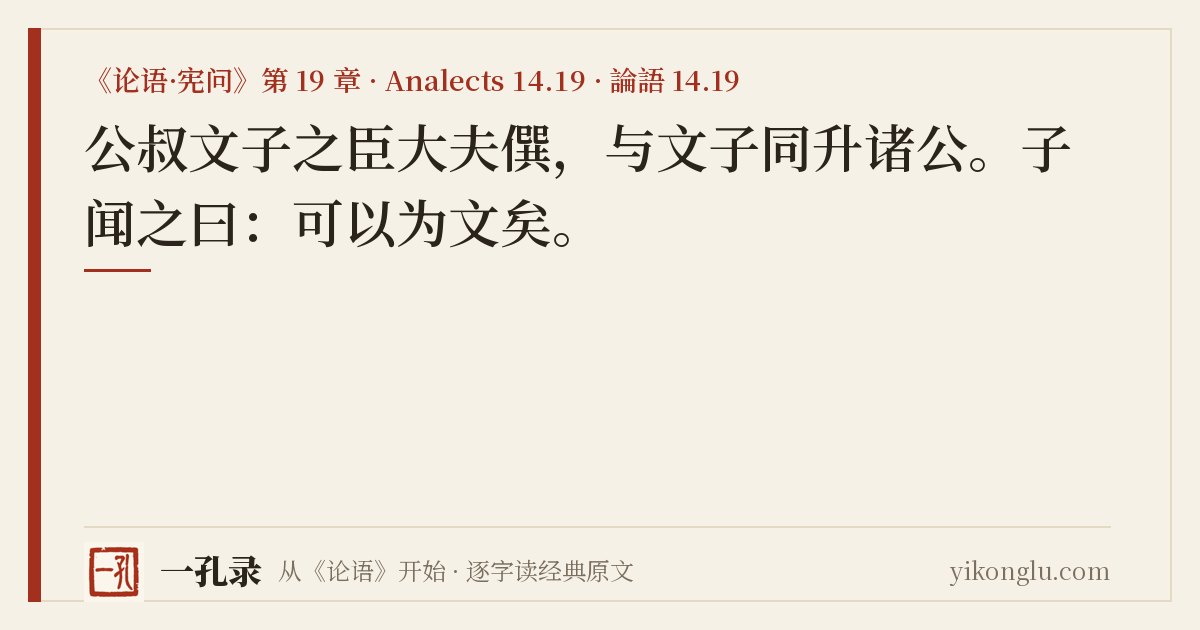 《论语·宪问》第 19 章 · Analects 14.19 · 論語 14.19
公叔文子之臣大夫僎，与文子同升诸公。子
闻之曰：可以为文矣。
一孔
一孔录 从《论语》开始 · 逐字读经典原文 yikonglu.com